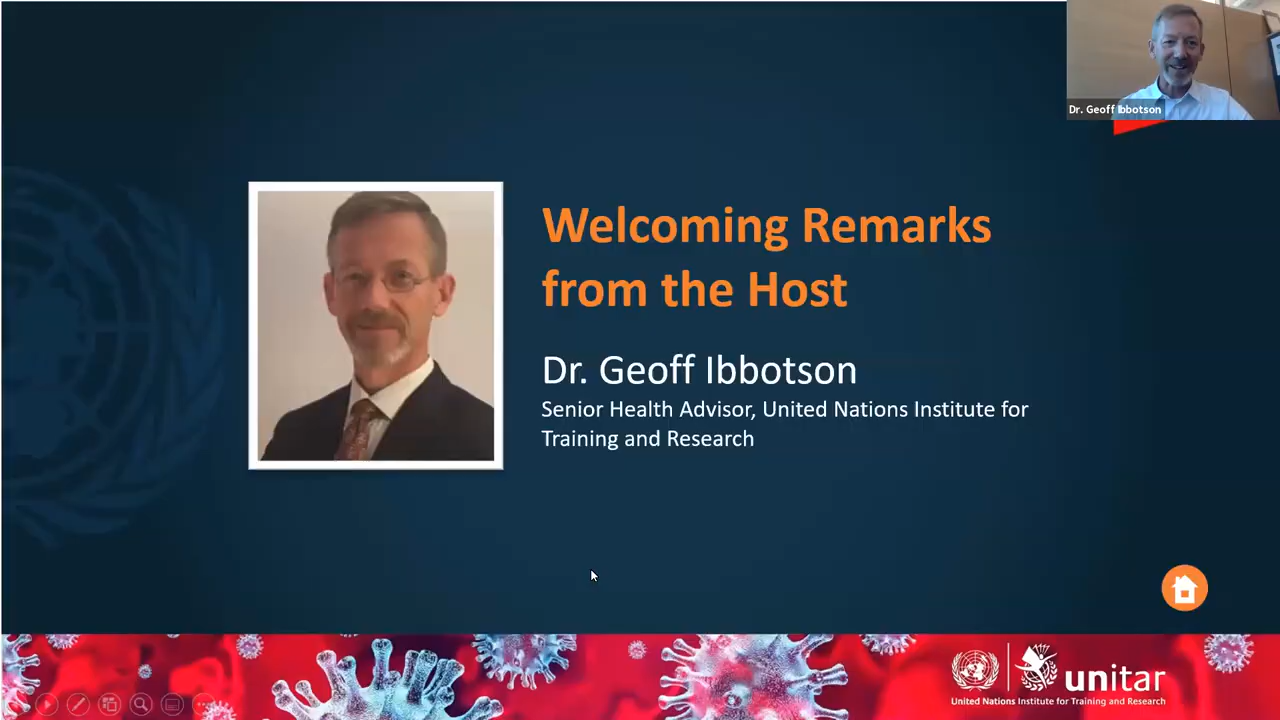 Dr. Geoff Ibbotson
Welcoming Remarks
from the Host
Dr. Geoff Ibbotson
Senior Health Advisor, United Nations Institute for
Training and Research
unitar
United Nations Institute for Training and Research